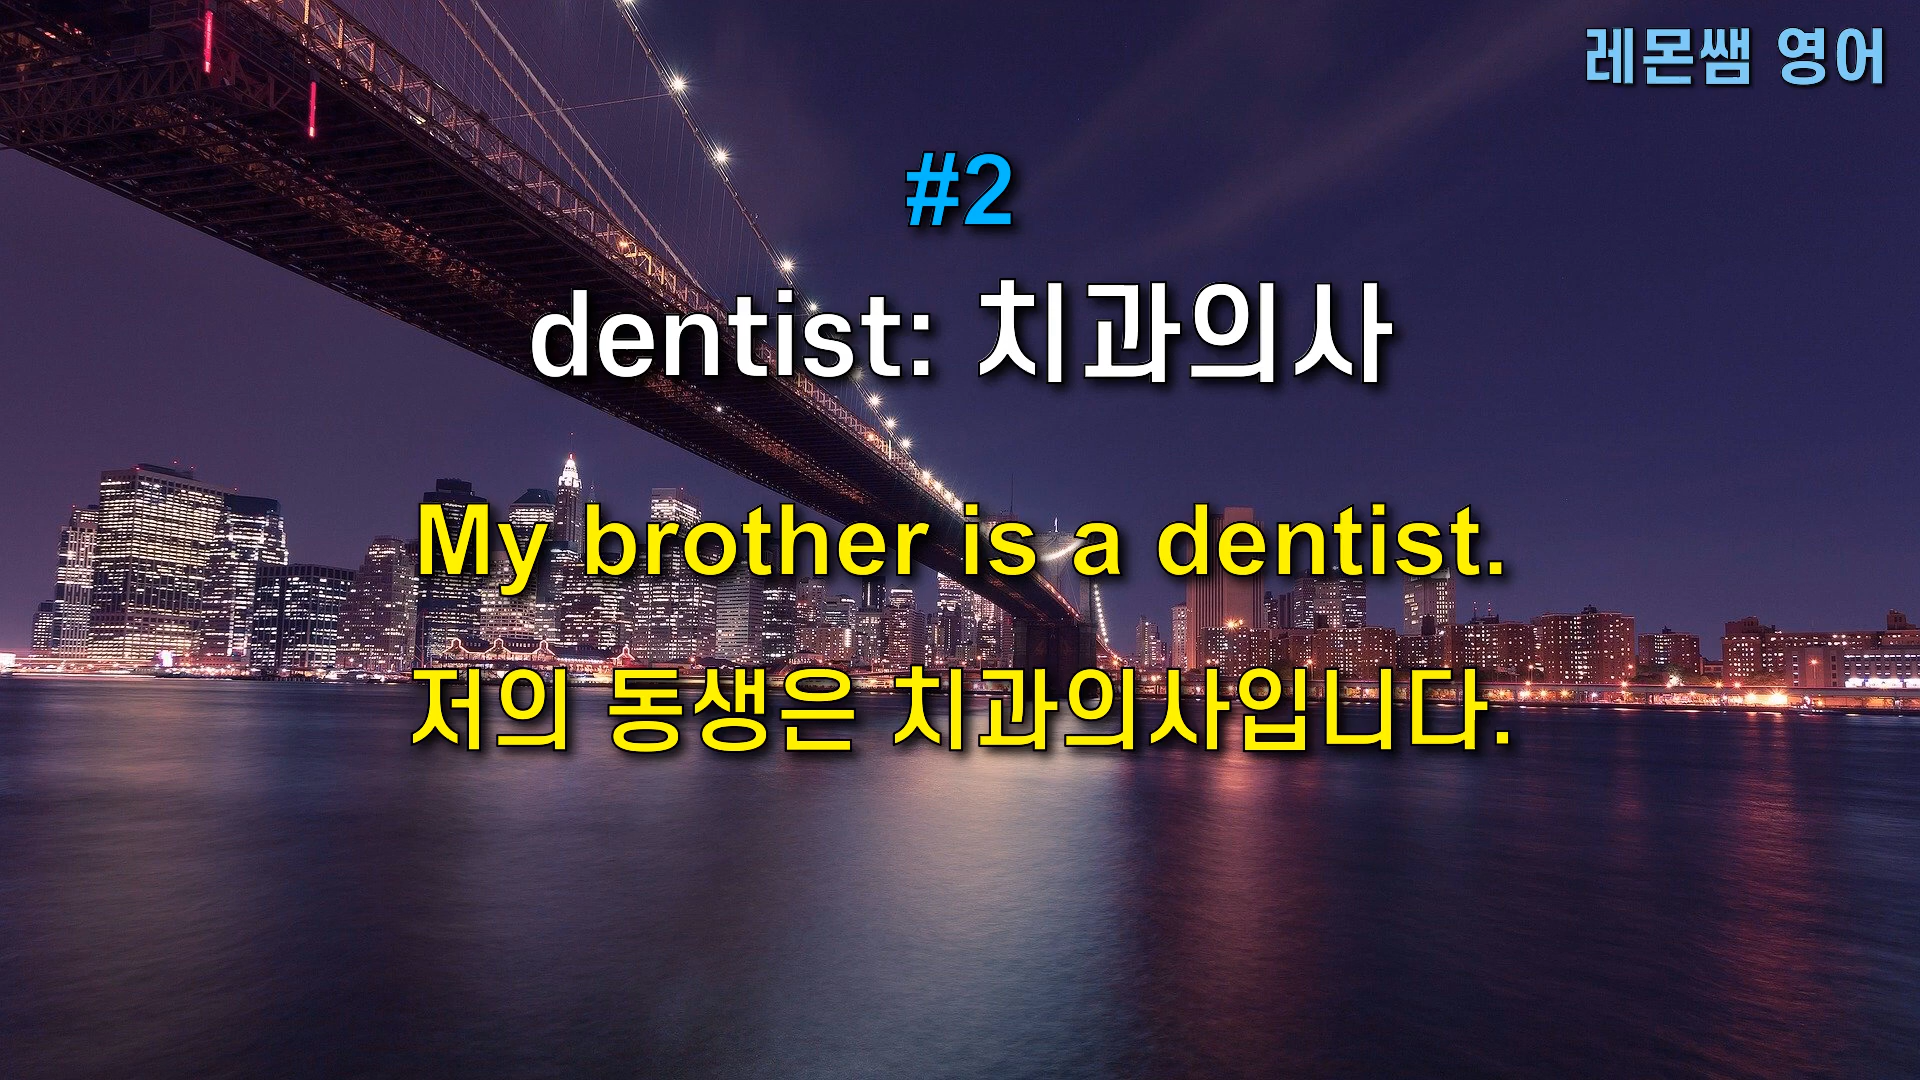 레몬쌤 영어
#2
dentist: 치과의사
My brother is a dentist.
저의 동생은 치과의사입니다.